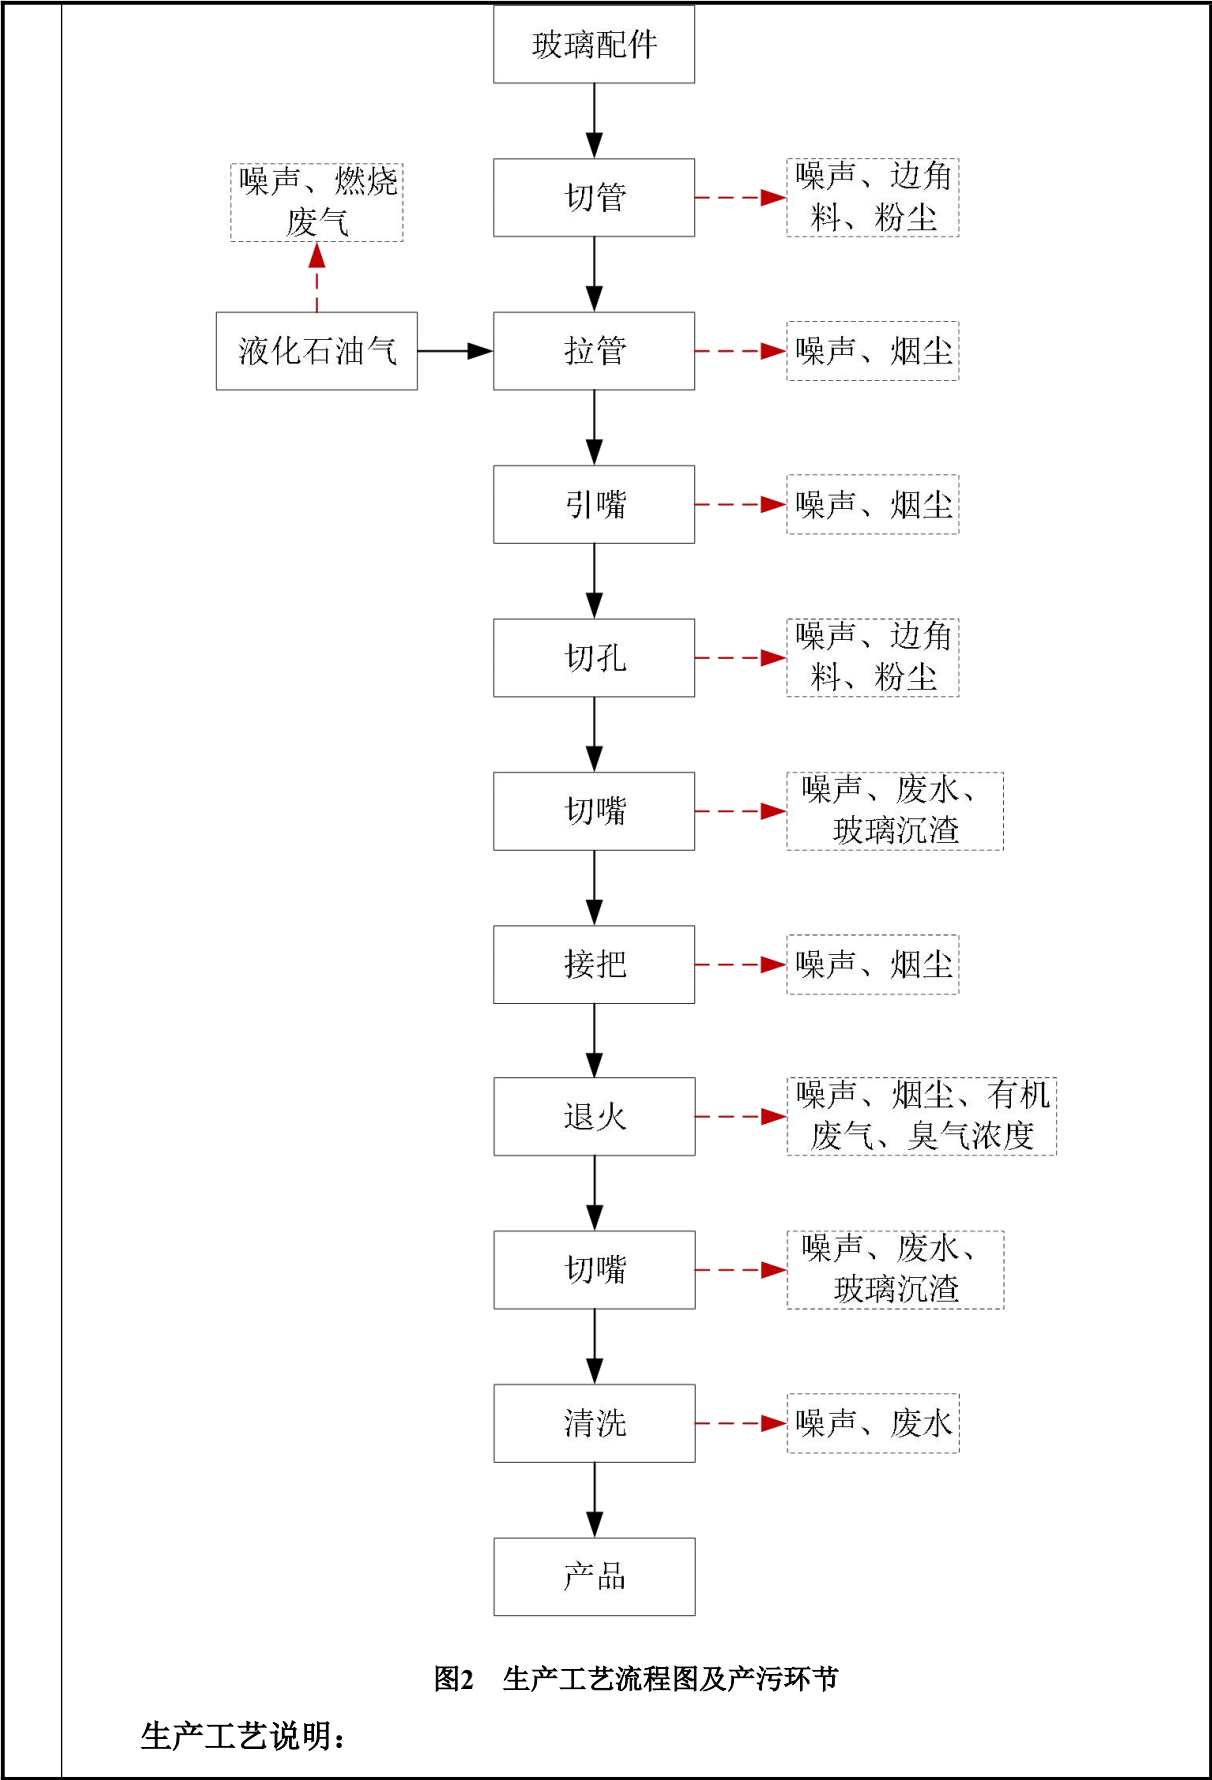 玻璃配件
切管
噪声、边角
料、粉尘
噪声、燃烧
废气
液化石油气
拉管
噪声、烟尘
引嘴
噪声、烟尘
切孔
噪声、边角
料、粉尘
切嘴
噪声、废水、
玻璃沉渣
接把
噪声、烟尘
退火
噪声、烟尘、有机
废气、臭气浓度
切嘴
噪声、废水、
玻璃沉渣
清洗
噪声、废水
产品
图2 生产工艺流程图及产污环节
生产工艺说明：